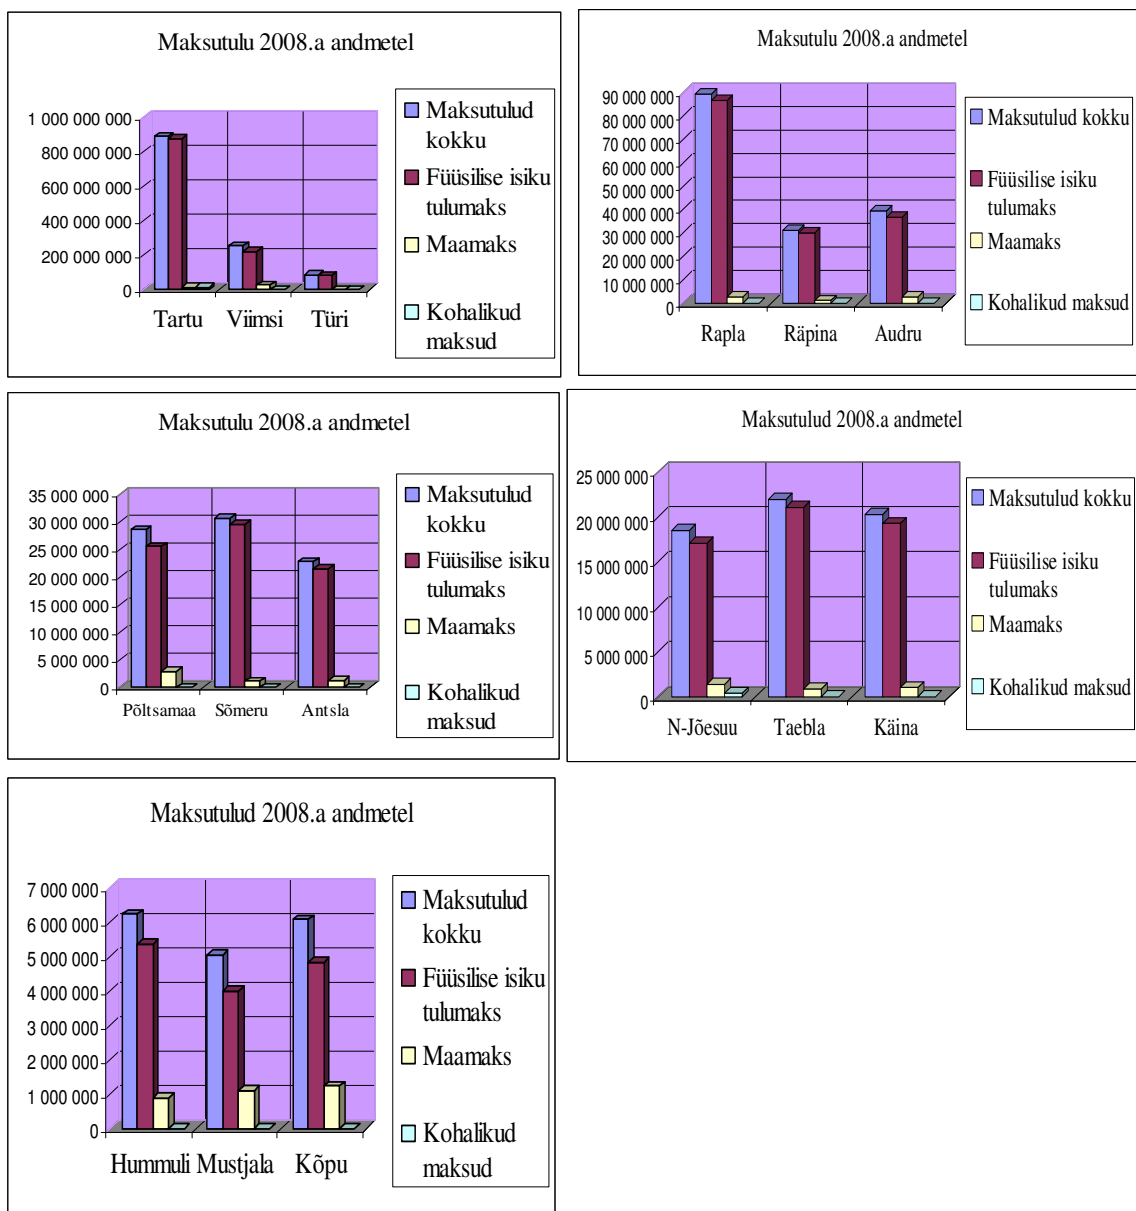 Maksutulu 2008.a andmetel
1 000 000 000
800 000 000
600 000 000
400 000 000
200 000 000
0
Tartu Viimsi Türi
Maksutulud
kokku
Füüsilise isiku
tulumaks
Maamaks
Kohalikud
maksud
Maksutulu 2008.a andmetel
90 000 000
80 000 000
70 000 000
60 000 000
50 000 000
40 000 000
30 000 000
20 000 000
10 000 000
0
Rapla Räpina Audru
Maksutulud kokku
Füüsilise isiku
tulumaks
Maamaks
Kohalikud maksud
Maksutulu 2008.a andmetel
35 000 000
30 000 000
25 000 000
20 000 000
15 000 000
10 000 000
5 000 000
0
Põltsamaa Sõmeru Antsla
Maksutulud
kokku
Füüsilise isiku
tulumaks
Maamaks
Kohalikud
maksud
Maksutulud 2008.a andmetel
25 000 000
20 000 000
15 000 000
10 000 000
5 000 000
0
N-Jõesuu Taebla Käina
Maksutulud kokku
Füüsilise isiku
tulumaks
Maamaks
Kohalikud maksud
Maksutulud 2008.a andmetel
7 000 000
6 000 000
5 000 000
4 000 000
3 000 000
2 000 000
1 000 000
0
Hummuli Mustjala Kõpu
Maksutulud
kokku
Füüsilise isiku
tulumaks
Maamaks
Kohalikud
maksud